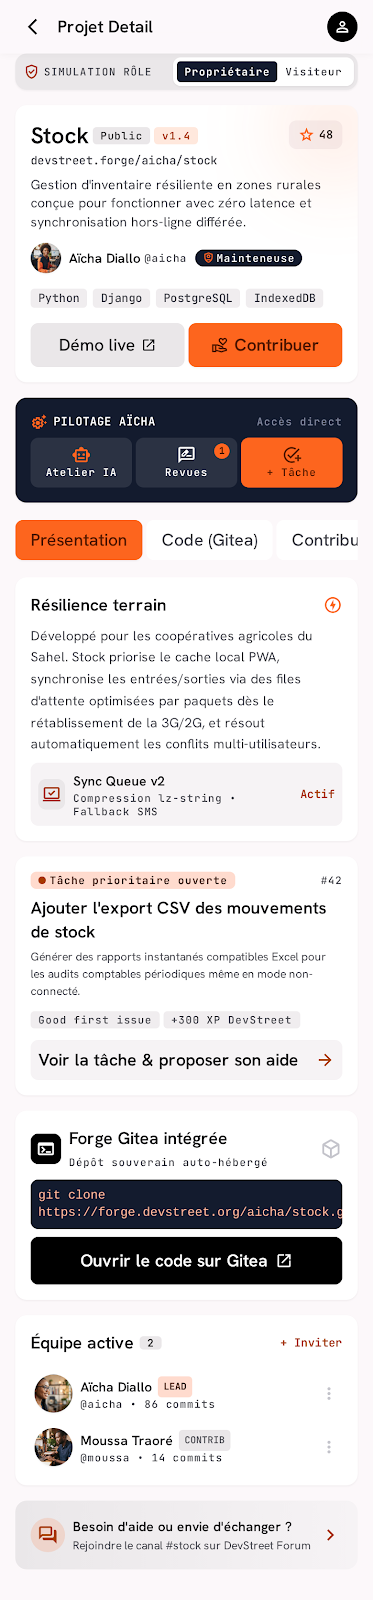 Projet Detail
SIMULATION RÔLE Propriétaire Visiteur
Stock Public v1.4 48
devstreet.forge/aicha/stock
Gestion d'inventaire résiliente en zones rurales
conçue pour fonctionner avec zéro latence et
synchronisation hors-ligne différée.
Aïcha Diallo @aicha Mainteneuse
Python Django PostgreSQL IndexedDB
Démo live Contribuer
PILOTAGE AÏCHA Accès direct
1
Atelier IA Revues + Tâche
Présentation Code (Gitea) Contribu
Résilience terrain
Développé pour les coopératives agricoles du
Sahel. Stock priorise le cache local PWA,
synchronise les entrées/sorties via des files
d'attente optimisées par paquets dès le
rétablissement de la 3G/2G, et résout
automatiquement les conflits multi-utilisateurs.
Sync Queue v2
Compression lz-string •
Fallback SMS
Actif
Tâche prioritaire ouverte #42
Ajouter l'export CSV des mouvements
de stock
Générer des rapports instantanés compatibles Excel pour
les audits comptables périodiques même en mode non-
connecté.
Good first issue +300 XP DevStreet
Voir la tâche & proposer son aide
Forge Gitea intégrée
Dépôt souverain auto-hébergé
git clone
https://forge.devstreet.org/aicha/stock.g
Ouvrir le code sur Gitea
Équipe active 2 + Inviter
Aïcha Diallo LEAD
@aicha • 86 commits
Moussa Traoré CONTRIB
@moussa • 14 commits
Besoin d'aide ou envie d'échanger ?
Rejoindre le canal #stock sur DevStreet Forum